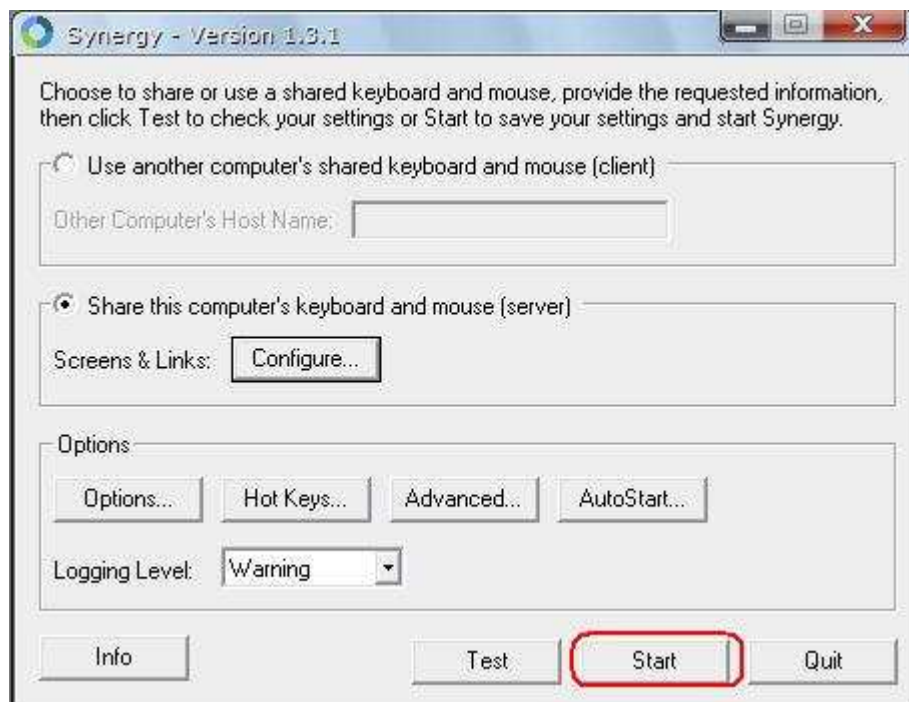 Synergy - Version 1.3.1
Choose to share or use a shared keyboard and mouse, provide the requested information,
then click Test to check your settings or Start to save your settings and start Synergy.
Use another computer's shared keyboard and mouse (client)
Other Computer's Host Name:
Share this computer's keyboard and mouse (server)
Screens & Links: Configure...
Options
Options... Hot Keys... Advanced... AutoStart...
Logging Level: Warning
Info Test Start Quit